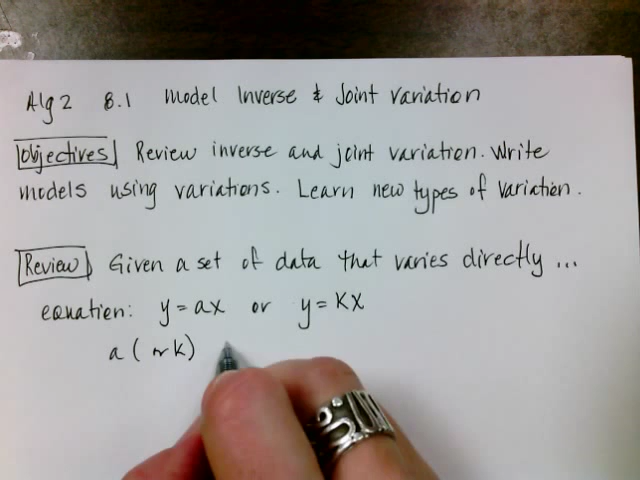 Alg 2 8.1 Model Inverse & Joint Variation
Objectives Review inverse and joint variation. Write
models using variations. Learn new types of variation.
Review Given a set of data that varies directly ...
equation: y = ax or y = Kx
a (or k)